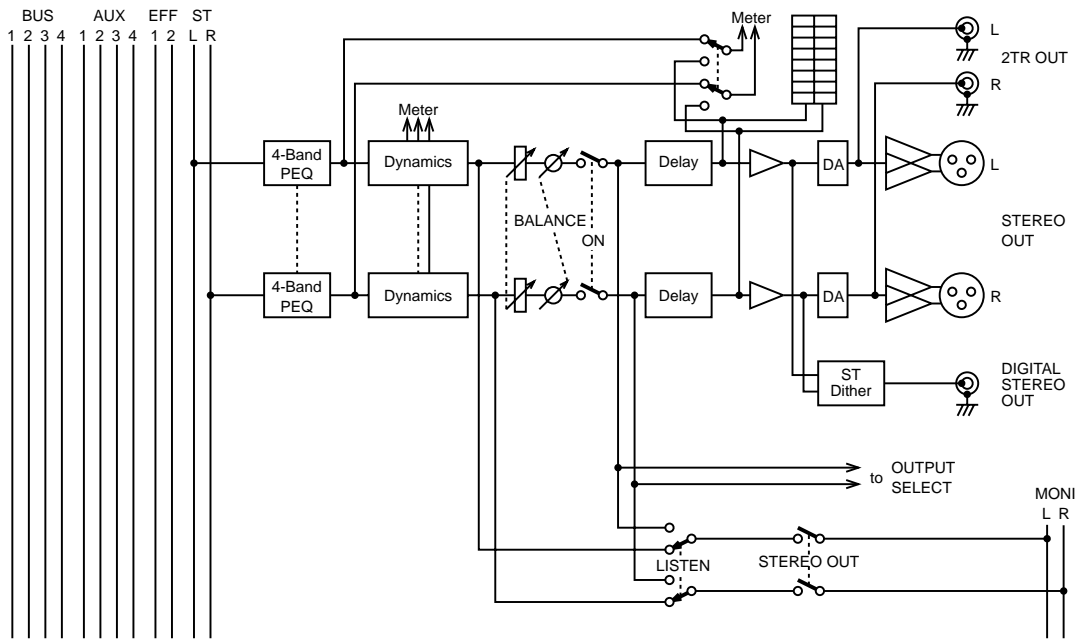 BUS AUX EFF ST
1 2 3 4 1 2 3 4 1 2 L R
Meter
L
2TR OUT
R
Meter
4-Band
PEQ
Dynamics
Delay
DA
L
BALANCE
ON
STEREO
OUT
4-Band
PEQ
Dynamics
Delay
DA
R
ST
Dither
DIGITAL
STEREO
OUT
to OUTPUT
SELECT
MONI
L R
LISTEN
STEREO OUT